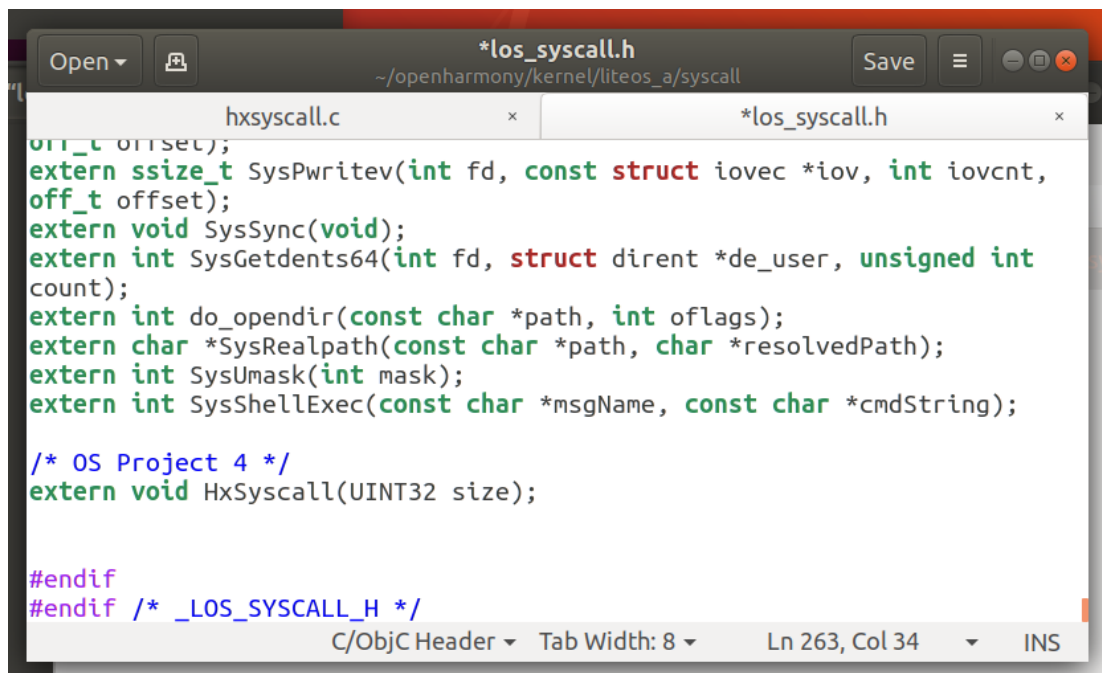 Open
*los_syscall.h
~/openharmony/kernel/liteos_a/syscall
Save
hxsyscall.c ×
*los_syscall.h ×
off_t offset);
extern ssize_t SysPwritev(int fd, const struct iovec *iov, int iovcnt,
off_t offset);
extern void SysSync(void);
extern int SysGetdents64(int fd, struct dirent *de_user, unsigned int
count);
extern int do_opendir(const char *path, int oflags);
extern char *SysRealpath(const char *path, char *resolvedPath);
extern int SysUmask(int mask);
extern int SysShellExec(const char *msgName, const char *cmdString);
/* OS Project 4 */
extern void HxSyscall(UINT32 size);
#endif
#endif /* _LOS_SYSCALL_H */
C/ObjC Header Tab Width: 8 Ln 263, Col 34 INS